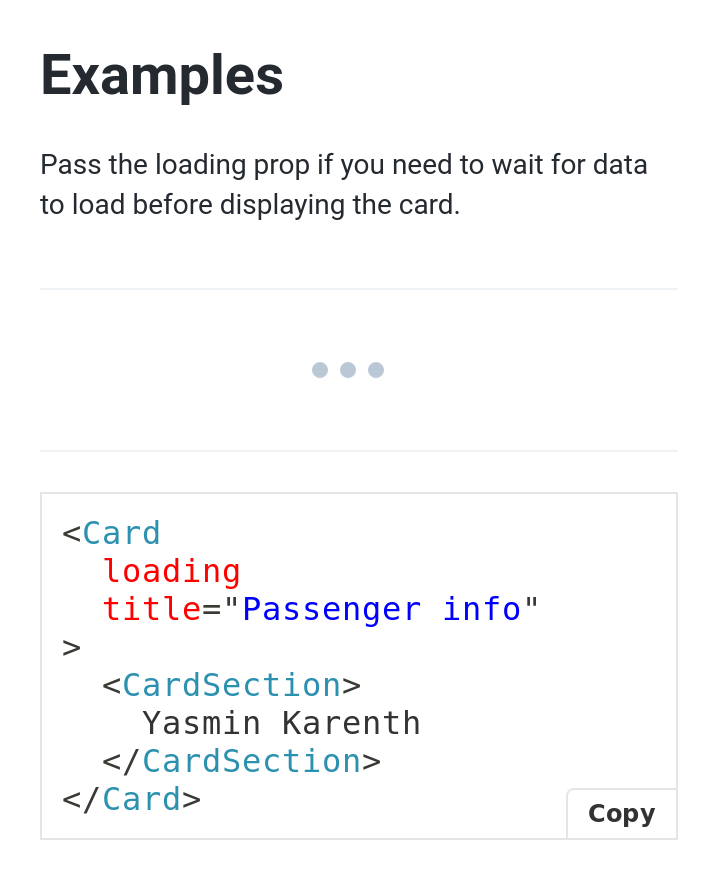 Examples
Pass the loading prop if you need to wait for data
to load before displaying the card.
<Card
  loading
  title="Passenger info"
>
  <CardSection>
    Yasmin Karenth
  </CardSection>
</Card>
Copy